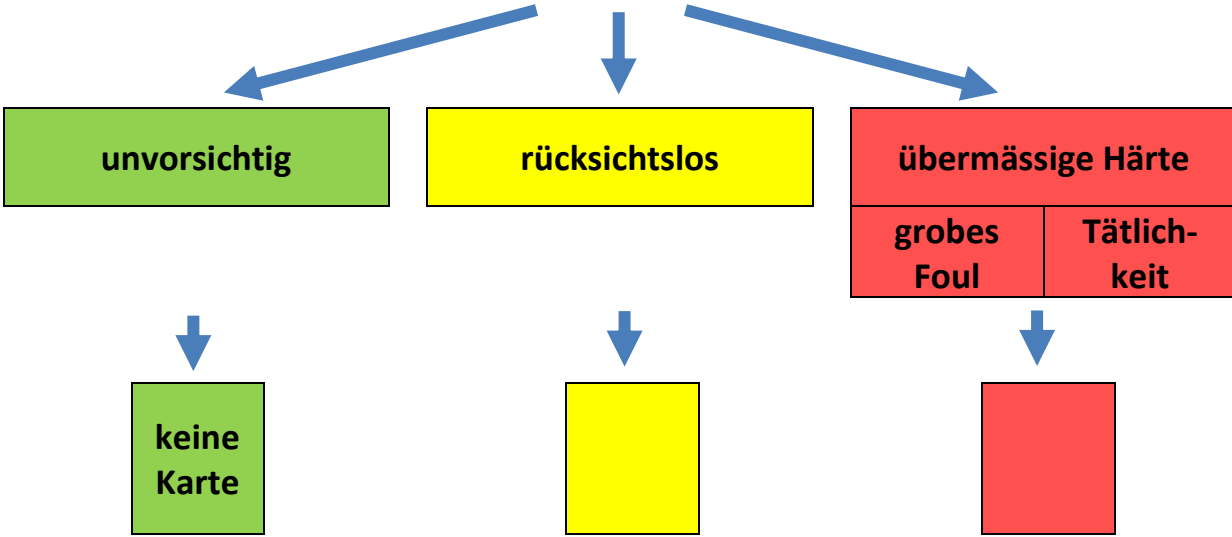 unvorsichtig
rücksichtslos
übermässige Härte
grobes
Foul
Tätlich-
keit
keine
Karte